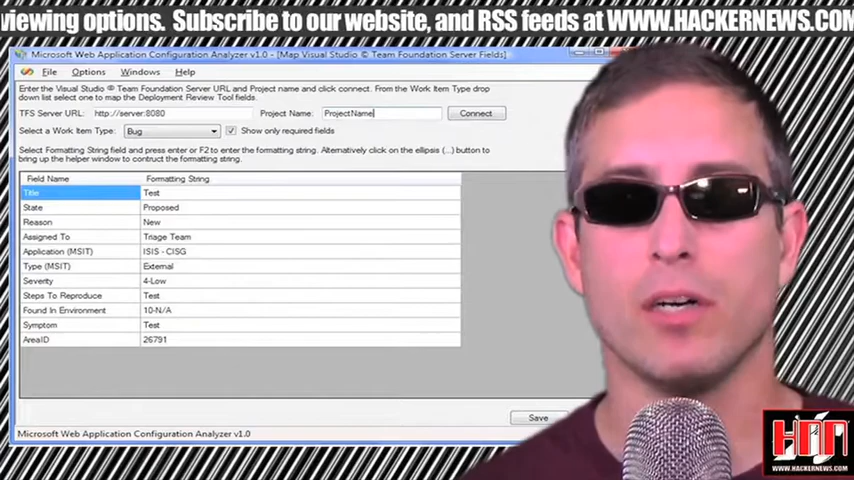 viewing options. Subscribe to our website, and RSS feeds at WWW.HACKERNEWS.COM
Microsoft Web Application Configuration Analyzer v1.0 - [Map Visual Studio © Team Foundation Server Fields]
File Options Windows Help
Enter the Visual Studio © Team Foundation Server URL and Project name and click connect. From the Work Item Type drop
down list select one to map the Deployment Review Tool fields.
TFS Server URL: http://server:8080 Project Name: ProjectName Connect
Select a Work Item Type: Bug Show only required fields
Select Formatting String field and press enter or F2 to enter the formatting string. Alternatively click on the ellipsis (...) button to
bring up the helper window to contruct the formatting string.
Field Name Formatting String
Title Test
State Proposed
Reason New
Assigned To Triage Team
Application (MSIT) ISIS - CISG
Type (MSIT) External
Severity 4-Low
Steps To Reproduce Test
Found In Environment 10-N/A
Symptom Test
AreaID 26791
Save
Microsoft Web Application Configuration Analyzer v1.0
HNN
WWW.HACKERNEWS.COM